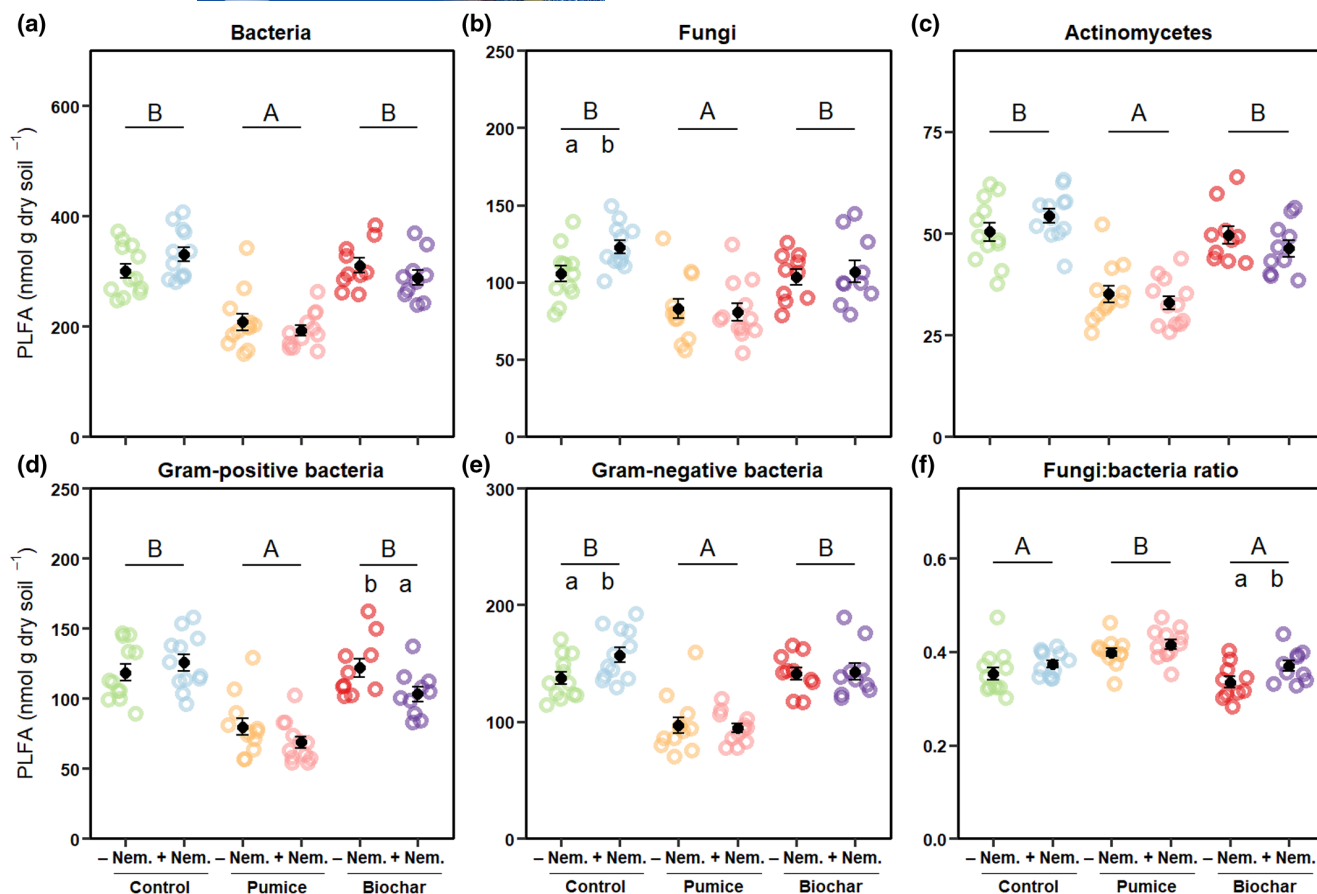 (a) Bacteria
(b) Fungi
(c) Actinomycetes
PLFA (nmol g dry soil ⁻¹)
600
400
200
0
B A B
250
200
150
100
50
0
B A B
a b
75
50
25
0
B A B
(d) Gram-positive bacteria
(e) Gram-negative bacteria
(f) Fungi:bacteria ratio
PLFA (nmol g dry soil ⁻¹)
250
200
150
100
50
0
B A B
b a
300
200
100
0
B A B
a b
0.6
0.4
0.2
0.0
A B A
a b
– Nem. + Nem. – Nem. + Nem. – Nem. + Nem.
Control Pumice Biochar
– Nem. + Nem. – Nem. + Nem. – Nem. + Nem.
Control Pumice Biochar
– Nem. + Nem. – Nem. + Nem. – Nem. + Nem.
Control Pumice Biochar